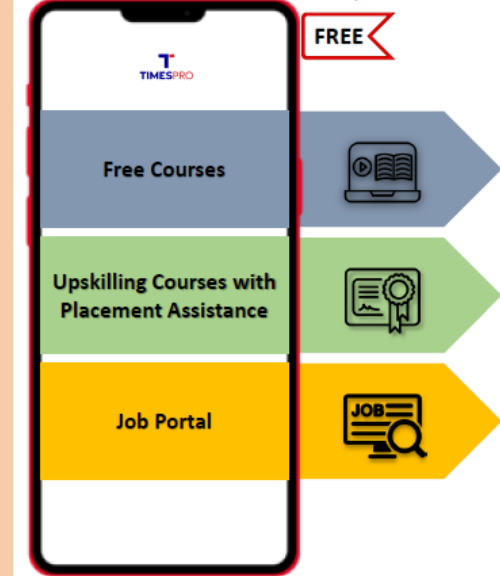 FREE
T
TIMESPRO
Free Courses
Upskilling Courses with
Placement Assistance
Job Portal
JOB